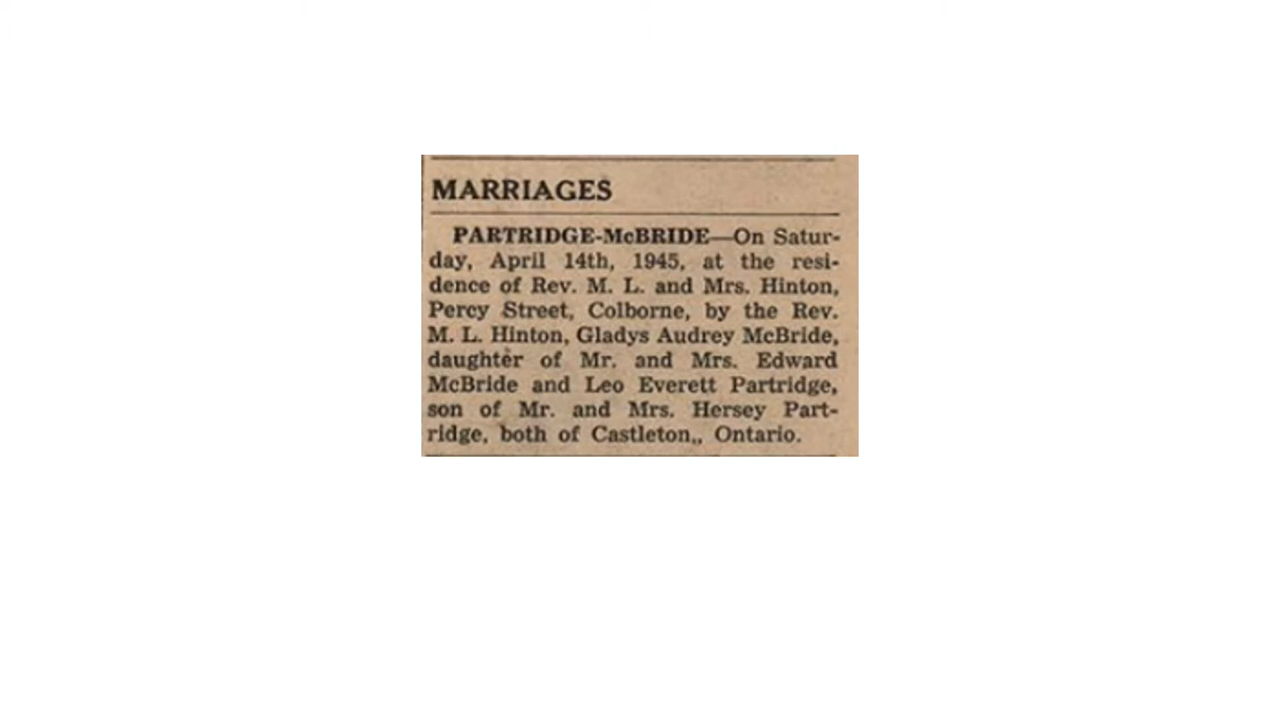 MARRIAGES
PARTRIDGE-McBRIDE—On Satur-
day, April 14th, 1945, at the resi-
dence of Rev. M. L. and Mrs. Hinton,
Percy Street, Colborne, by the Rev.
M. L. Hinton, Gladys Audrey McBride,
daughter of Mr. and Mrs. Edward
McBride and Leo Everett Partridge,
son of Mr. and Mrs. Hersey Part-
ridge, both of Castleton,, Ontario.